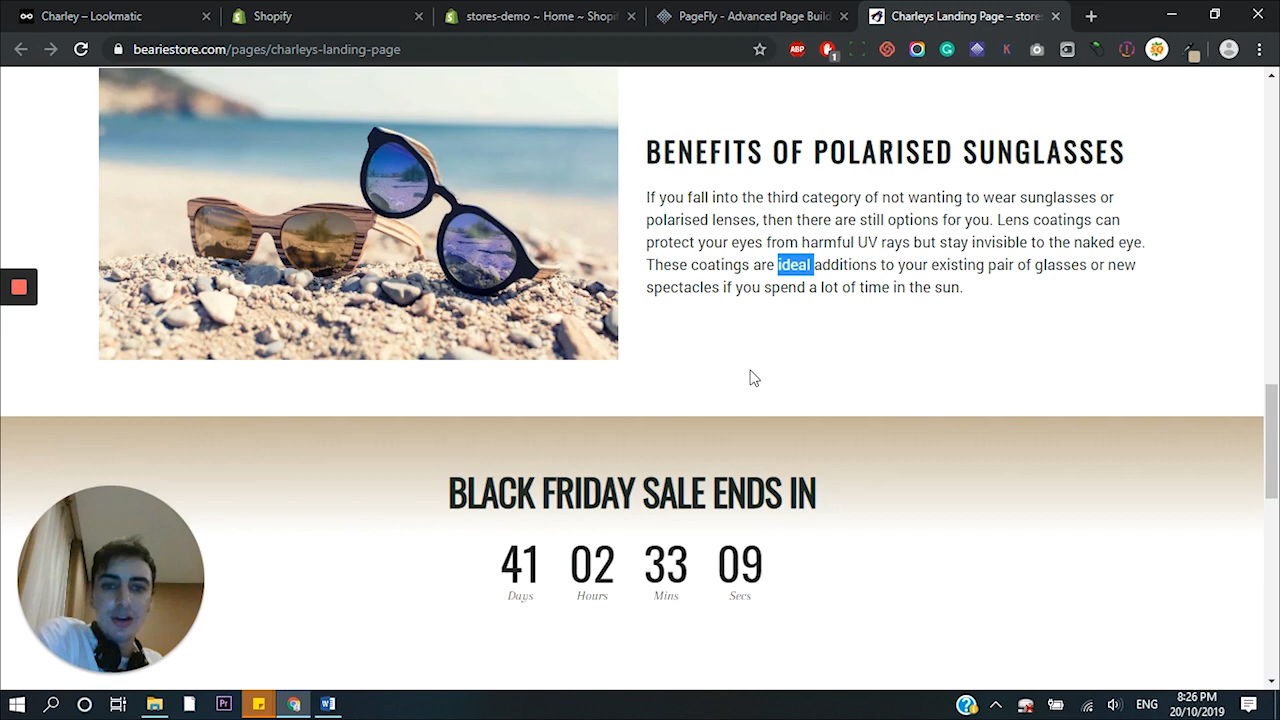 Charley – Lookmatic
Shopify
stores-demo ~ Home ~ Shopif
PageFly - Advanced Page Build
Charleys Landing Page – store
beariestore.com/pages/charleys-landing-page
ABP
1
K
BENEFITS OF POLARISED SUNGLASSES
If you fall into the third category of not wanting to wear sunglasses or
polarised lenses, then there are still options for you. Lens coatings can
protect your eyes from harmful UV rays but stay invisible to the naked eye.
These coatings are ideal additions to your existing pair of glasses or new
spectacles if you spend a lot of time in the sun.
BLACK FRIDAY SALE ENDS IN
41 02 33 09
Days Hours Mins Secs
Pr
ENG
8:26 PM
20/10/2019